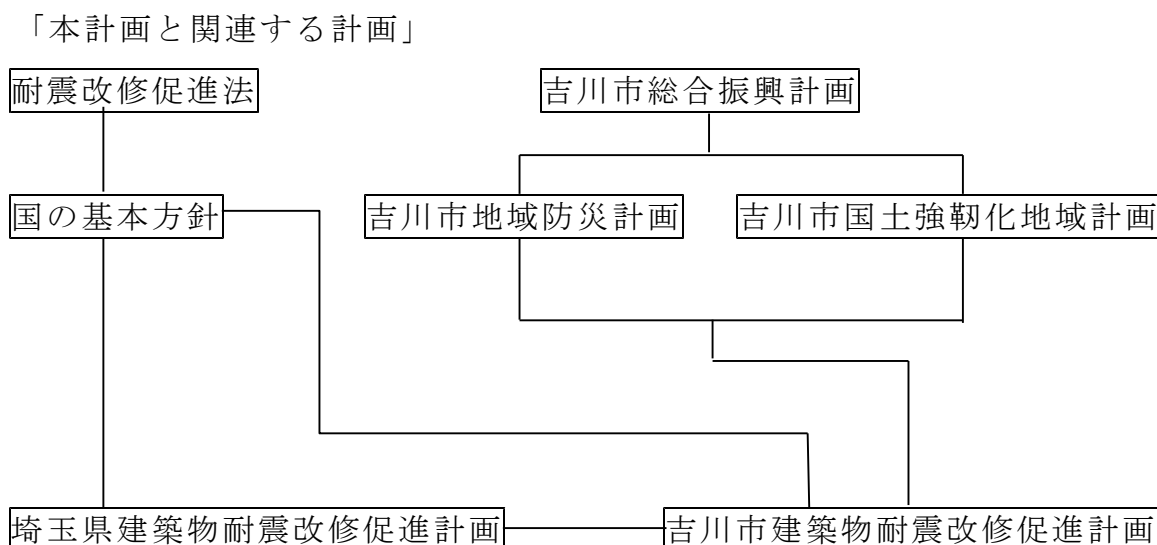 「本計画と関連する計画」
耐震改修促進法
吉川市総合振興計画
国の基本方針
吉川市地域防災計画
吉川市国土強靭化地域計画
埼玉県建築物耐震改修促進計画
吉川市建築物耐震改修促進計画